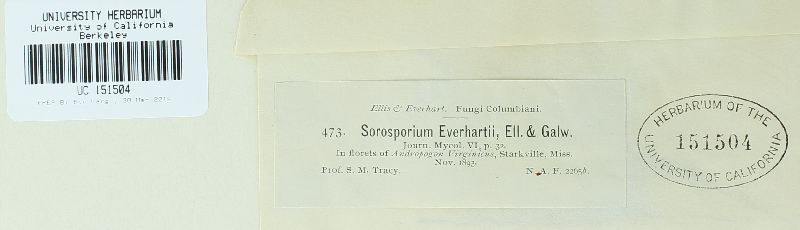 UNIVERSITY HERBARIUM
University of California
Berkeley
UC 151504
Ellis & Everhart. Fungi Columbiani.
473. Sorosporium Everhartii, Ell. & Galw.
Journ. Mycol. VI, p. 32.
In florets of Andropogon Virginicus, Starkville, Miss.
Nov. 1893.
Prof. S. M. Tracy. N. A. F. 2265b.
HERBARIUM OF THE
151504
UNIVERSITY OF CALIFORNIA